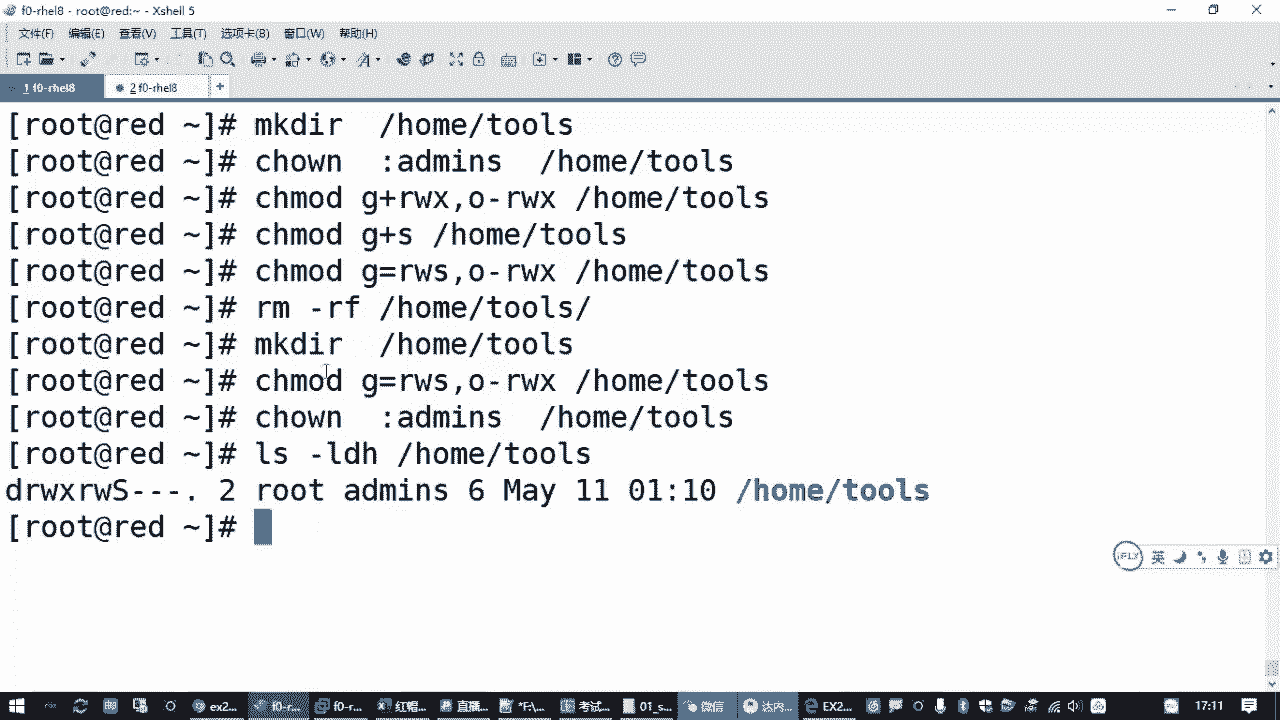 f0-rhel8 - root@red:~ - Xshell 5
文件(F) 编辑(E) 查看(V) 工具(T) 选项卡(B) 窗口(W) 帮助(H)
1 f0-rhel8 2 f0-rhel8 +
[root@red ~]# mkdir  /home/tools
[root@red ~]# chown  :admins  /home/tools
[root@red ~]# chmod g+rwx,o-rwx /home/tools
[root@red ~]# chmod g+s /home/tools
[root@red ~]# chmod g=rws,o-rwx /home/tools
[root@red ~]# rm -rf /home/tools/
[root@red ~]# mkdir  /home/tools
[root@red ~]# chmod g=rws,o-rwx /home/tools
[root@red ~]# chown  :admins  /home/tools
[root@red ~]# ls -ldh /home/tools
drwxrwS---. 2 root admins 6 May 11 01:10 /home/tools
[root@red ~]#
iFLY 英
ex2... f0-r... f0-r... 红帽... 直播... *F:\... 考试... 01_s... 微信 达内... EX2... 17:11